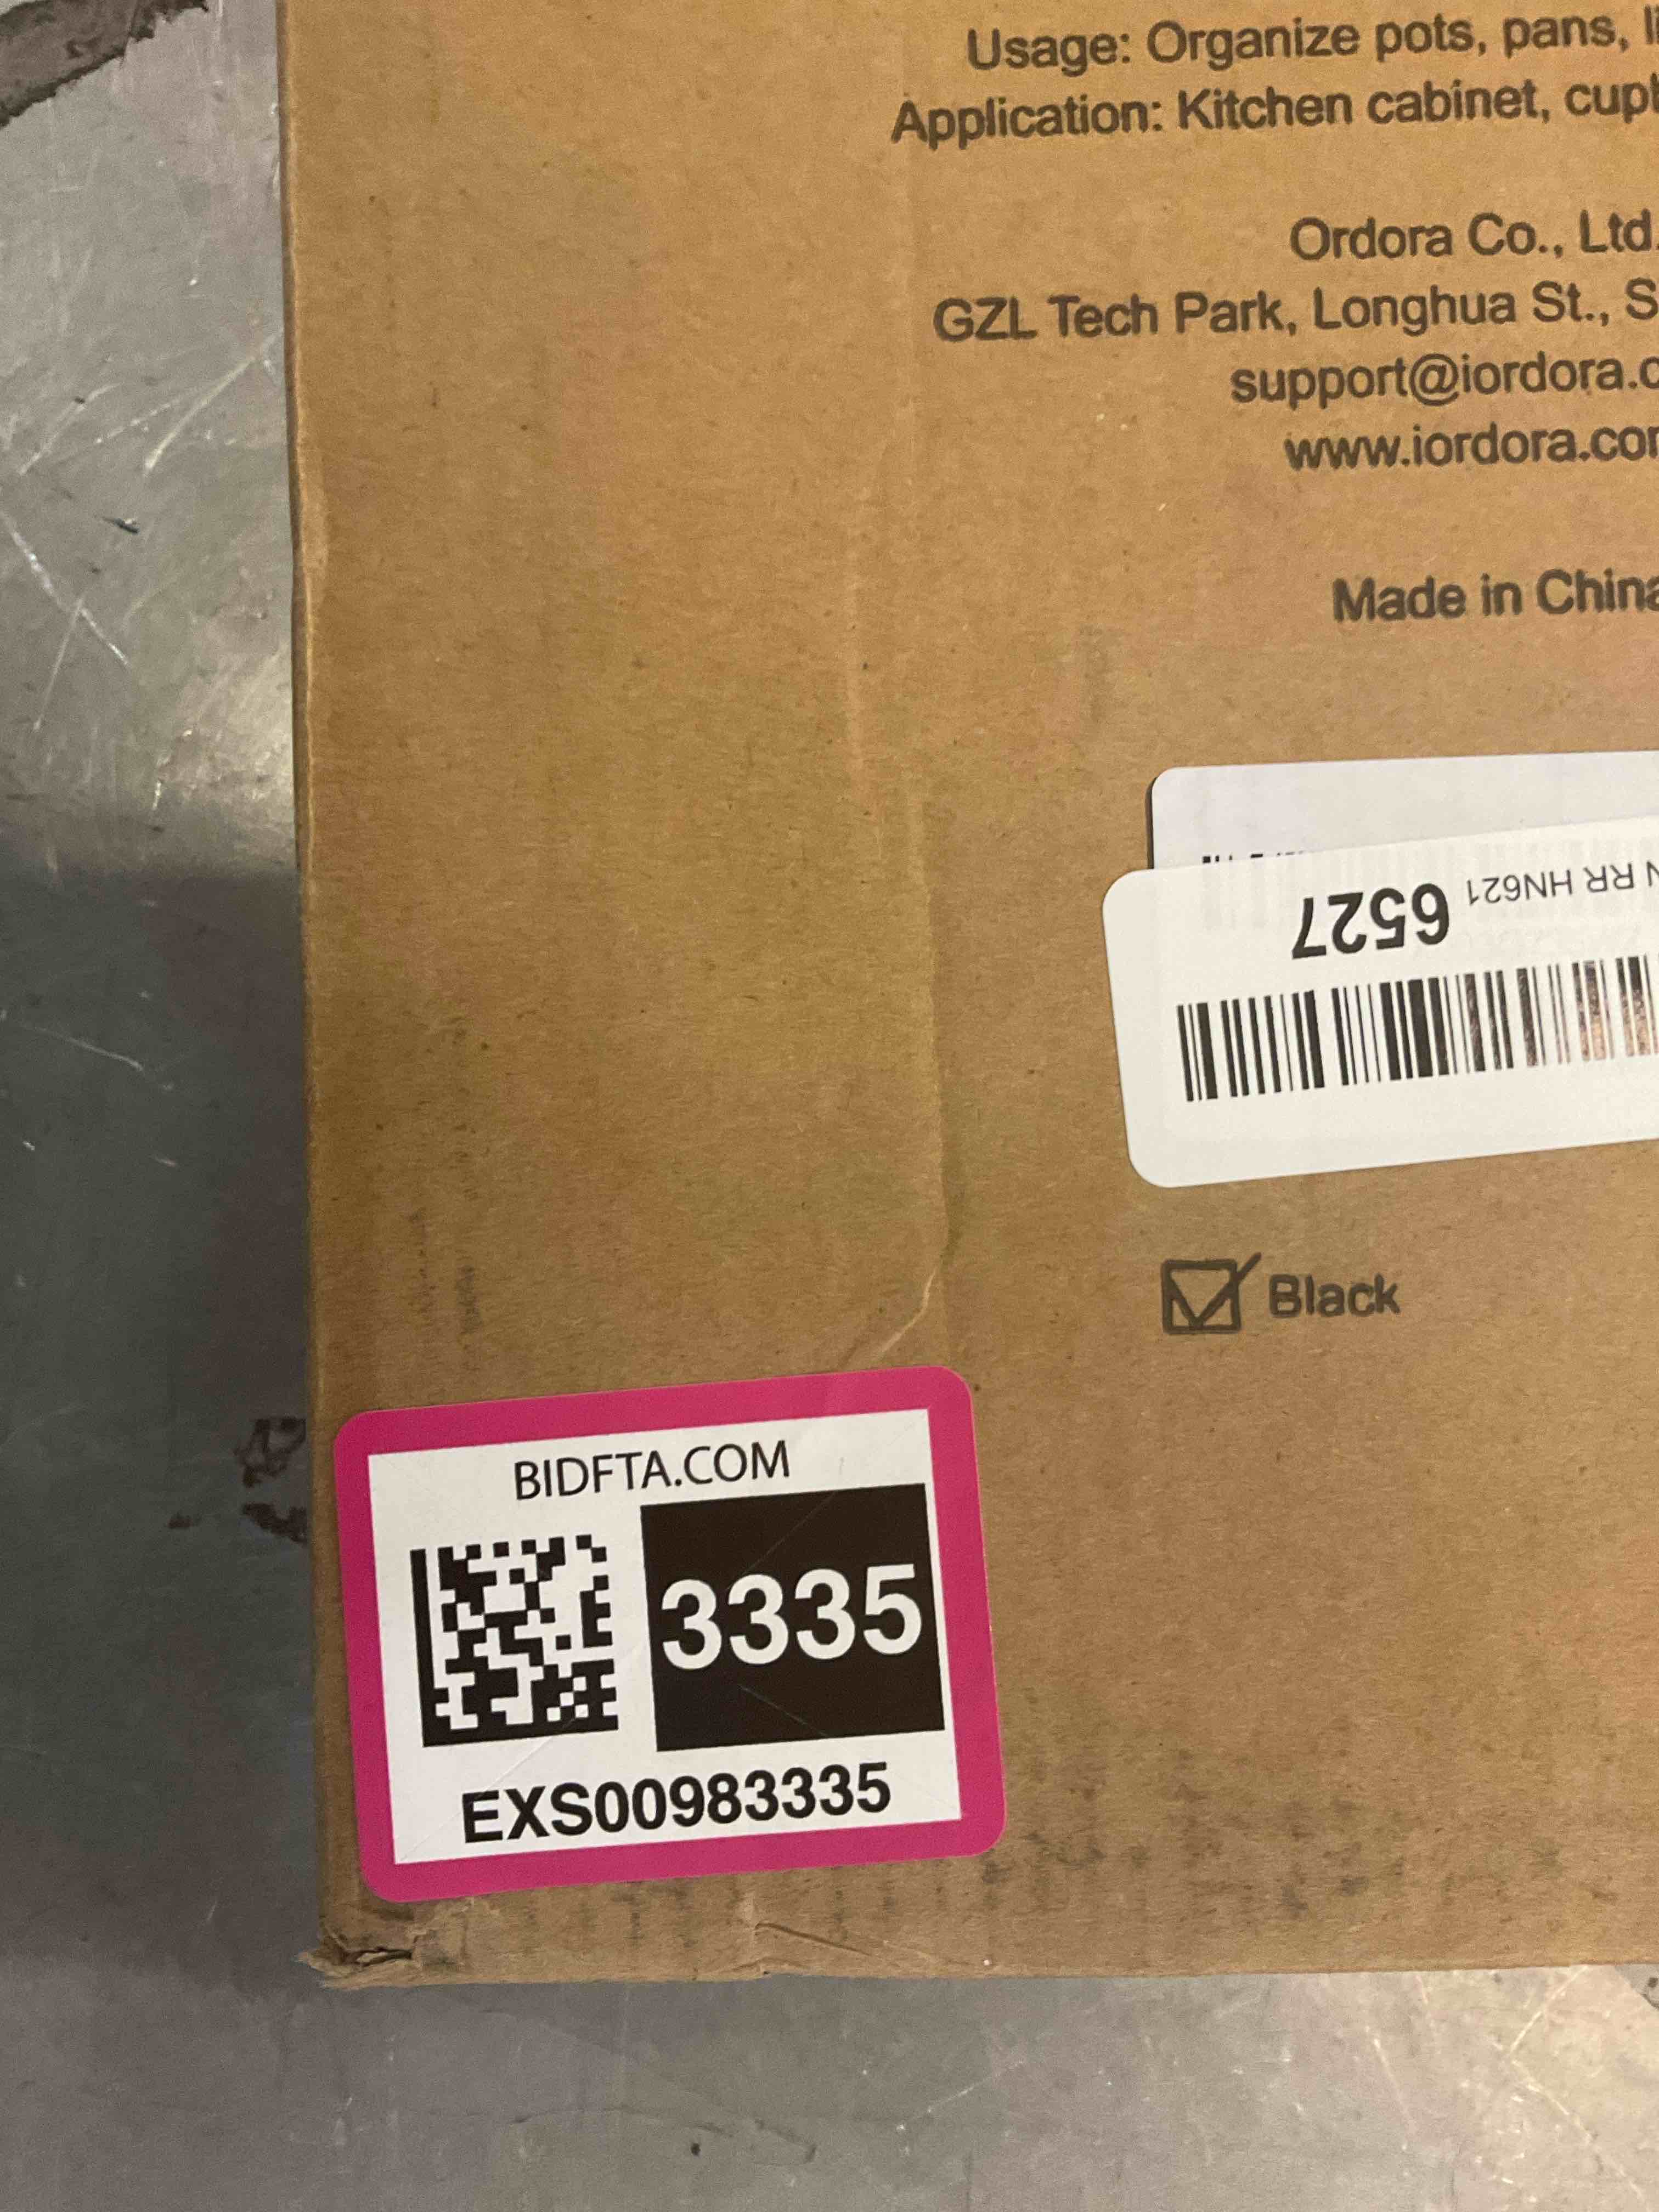 Usage: Organize pots, pans,
Application: Kitchen cabinet,
Ordora Co., Ltd.
GZL Tech Park, Longhua St.,
support@iordora.c
www.iordora.co
Made in China
RR HN621
6527
Black
BIDFTA.COM
3335
EXS00983335